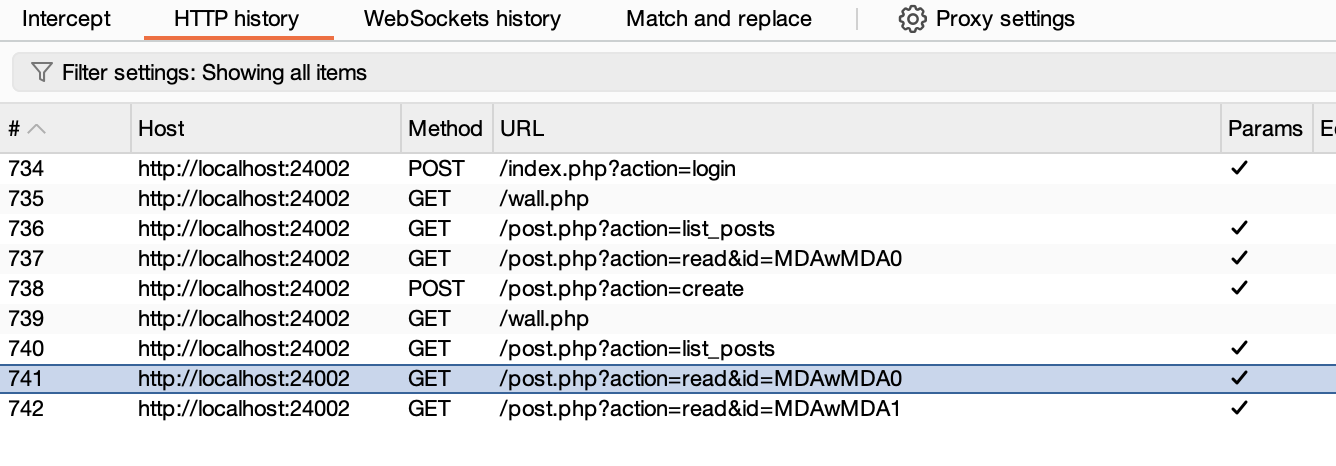 Intercept HTTP history WebSockets history Match and replace Proxy settings
Filter settings: Showing all items
# Host Method URL Params
734 http://localhost:24002 POST /index.php?action=login ✓
735 http://localhost:24002 GET /wall.php
736 http://localhost:24002 GET /post.php?action=list_posts ✓
737 http://localhost:24002 GET /post.php?action=read&id=MDAwMDA0 ✓
738 http://localhost:24002 POST /post.php?action=create ✓
739 http://localhost:24002 GET /wall.php
740 http://localhost:24002 GET /post.php?action=list_posts ✓
741 http://localhost:24002 GET /post.php?action=read&id=MDAwMDA0 ✓
742 http://localhost:24002 GET /post.php?action=read&id=MDAwMDA1 ✓